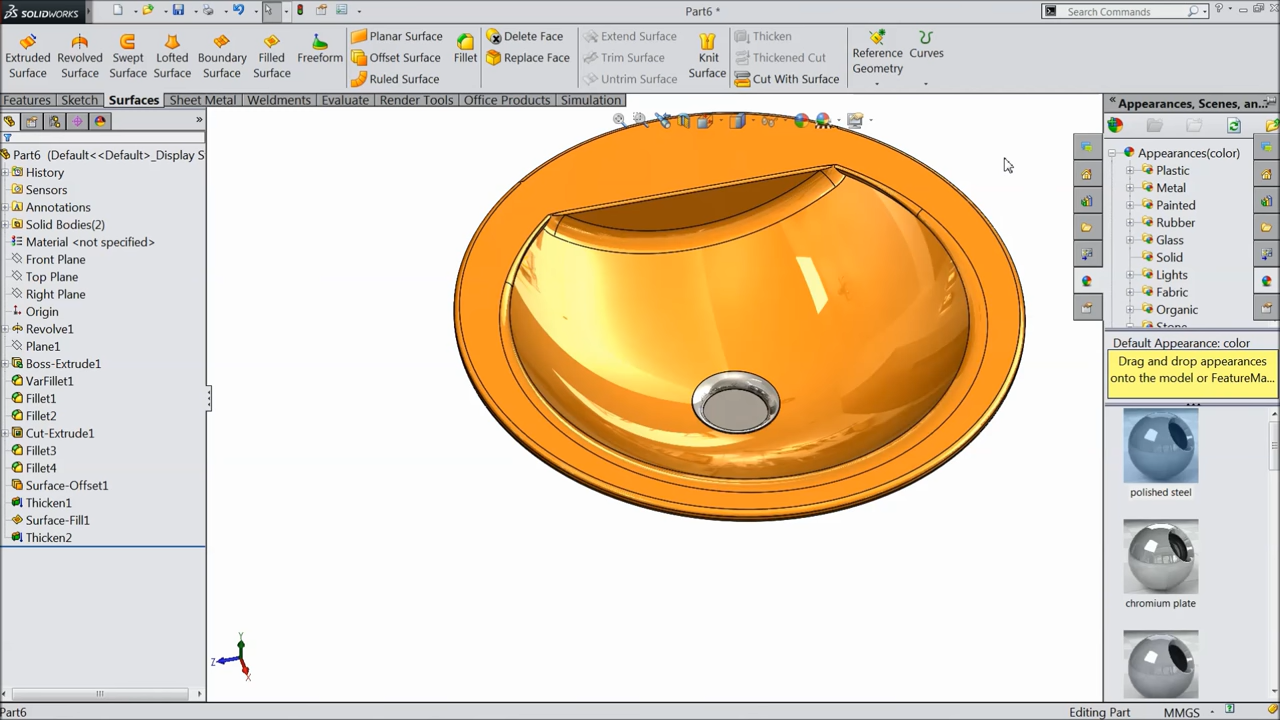 SOLIDWORKS
Part6 *
Search Commands
Extruded Surface
Revolved Surface
Swept Surface
Lofted Surface
Boundary Surface
Filled Surface
Freeform
Planar Surface
Offset Surface
Ruled Surface
Fillet
Delete Face
Replace Face
Extend Surface
Trim Surface
Untrim Surface
Knit Surface
Thicken
Thickened Cut
Cut With Surface
Reference Geometry
Curves
Features
Sketch
Surfaces
Sheet Metal
Weldments
Evaluate
Render Tools
Office Products
Simulation
Part6 (Default<<Default>_Display S
History
Sensors
Annotations
Solid Bodies(2)
Material <not specified>
Front Plane
Top Plane
Right Plane
Origin
Revolve1
Plane1
Boss-Extrude1
VarFillet1
Fillet1
Fillet2
Cut-Extrude1
Fillet3
Fillet4
Surface-Offset1
Thicken1
Surface-Fill1
Thicken2
Y
Z
X
Appearances, Scenes, an...
Appearances(color)
Plastic
Metal
Painted
Rubber
Glass
Solid
Lights
Fabric
Organic
Stone
Default Appearance: color
Drag and drop appearances
onto the model or FeatureMa...
polished steel
chromium plate
Part6
Editing Part
MMGS